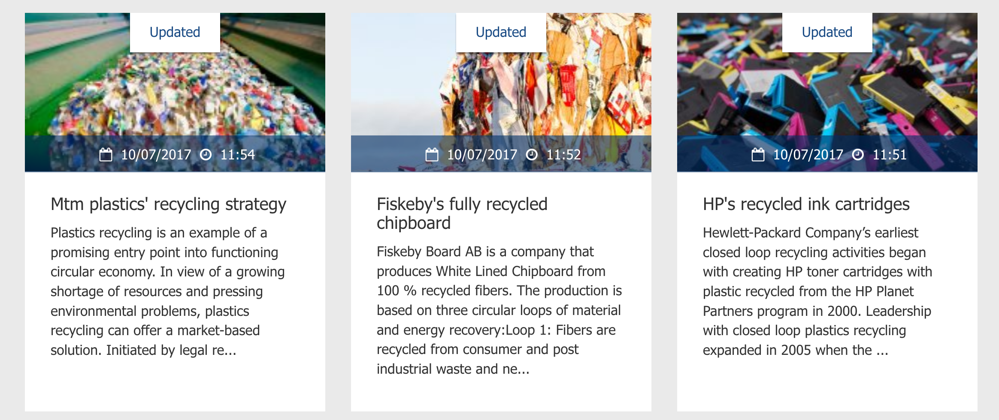 Updated
10/07/2017 11:54
Mtm plastics' recycling strategy
Plastics recycling is an example of a
promising entry point into functioning
circular economy. In view of a growing
shortage of resources and pressing
environmental problems, plastics
recycling can offer a market-based
solution. Initiated by legal re...
Updated
10/07/2017 11:52
Fiskeby's fully recycled
chipboard
Fiskeby Board AB is a company that
produces White Lined Chipboard from
100 % recycled fibers. The production is
based on three circular loops of material
and energy recovery:Loop 1: Fibers are
recycled from consumer and post
industrial waste and ne...
Updated
10/07/2017 11:51
HP's recycled ink cartridges
Hewlett-Packard Company’s earliest
closed loop recycling activities began
with creating HP toner cartridges with
plastic recycled from the HP Planet
Partners program in 2000. Leadership
with closed loop plastics recycling
expanded in 2005 when the ...